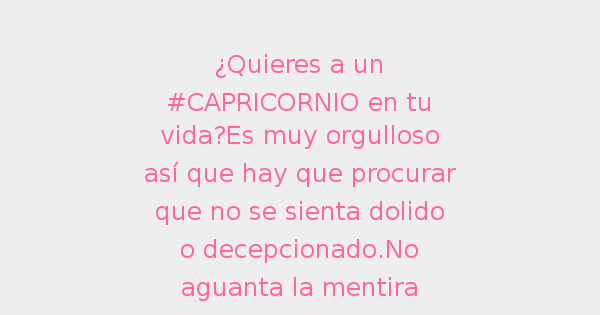 ¿Quieres a un
#CAPRICORNIO en tu
vida?Es muy orgulloso
así que hay que procurar
que no se sienta dolido
o decepcionado.No
aguanta la mentira